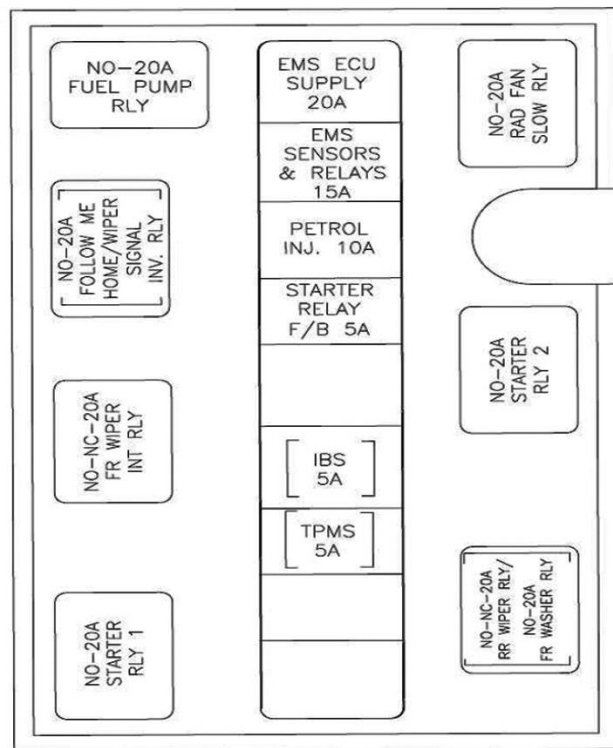 NO-20A
FUEL PUMP
RLY
NO-20A
FOLLOW ME
HOME/WIPER
SIGNAL
INV. RLY
NO-NC-20A
FR WIPER
INT RLY
NO-20A
STARTER
RLY 1
EMS ECU
SUPPLY
20A
EMS
SENSORS
& RELAYS
15A
PETROL
INJ. 10A
STARTER
RELAY
F/B 5A
IBS
5A
TPMS
5A
NO-20A
RAD FAN
SLOW RLY
NO-20A
STARTER
RLY 2
NO-NC-20A
RR WIPER RLY/
NO-20A
FR WASHER RLY